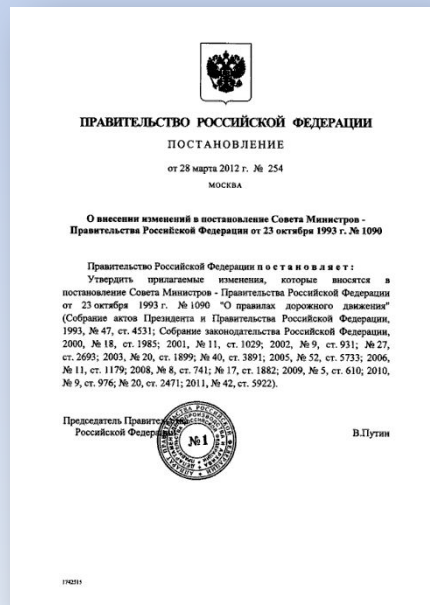 ПРАВИТЕЛЬСТВО РОССИЙСКОЙ ФЕДЕРАЦИИ
ПОСТАНОВЛЕНИЕ
от 28 марта 2012 г. № 254
МОСКВА
О внесении изменений в постановление Совета Министров -
Правительства Российской Федерации от 23 октября 1993 г. № 1090
Правительство Российской Федерации постановляет:
Утвердить прилагаемые изменения, которые вносятся в
постановление Совета Министров - Правительства Российской Федерации
от 23 октября 1993 г. № 1090 "О правилах дорожного движения"
(Собрание актов Президента и Правительства Российской Федерации,
1993, № 47, ст. 4531; Собрание законодательства Российской Федерации,
2000, № 18, ст. 1985; 2001, № 11, ст. 1029; 2002, № 9, ст. 931; № 27,
ст. 2693; 2003, № 20, ст. 1899; № 40, ст. 3891; 2005, № 52, ст. 5733; 2006,
№ 11, ст. 1179; 2008, № 8, ст. 741; № 17, ст. 1882; 2009, № 5, ст. 610; 2010,
№ 9, ст. 976; № 20, ст. 2471; 2011, № 42, ст. 5922).
Председатель Правительства
Российской Федерации
В.Путин
№ 1
1742515